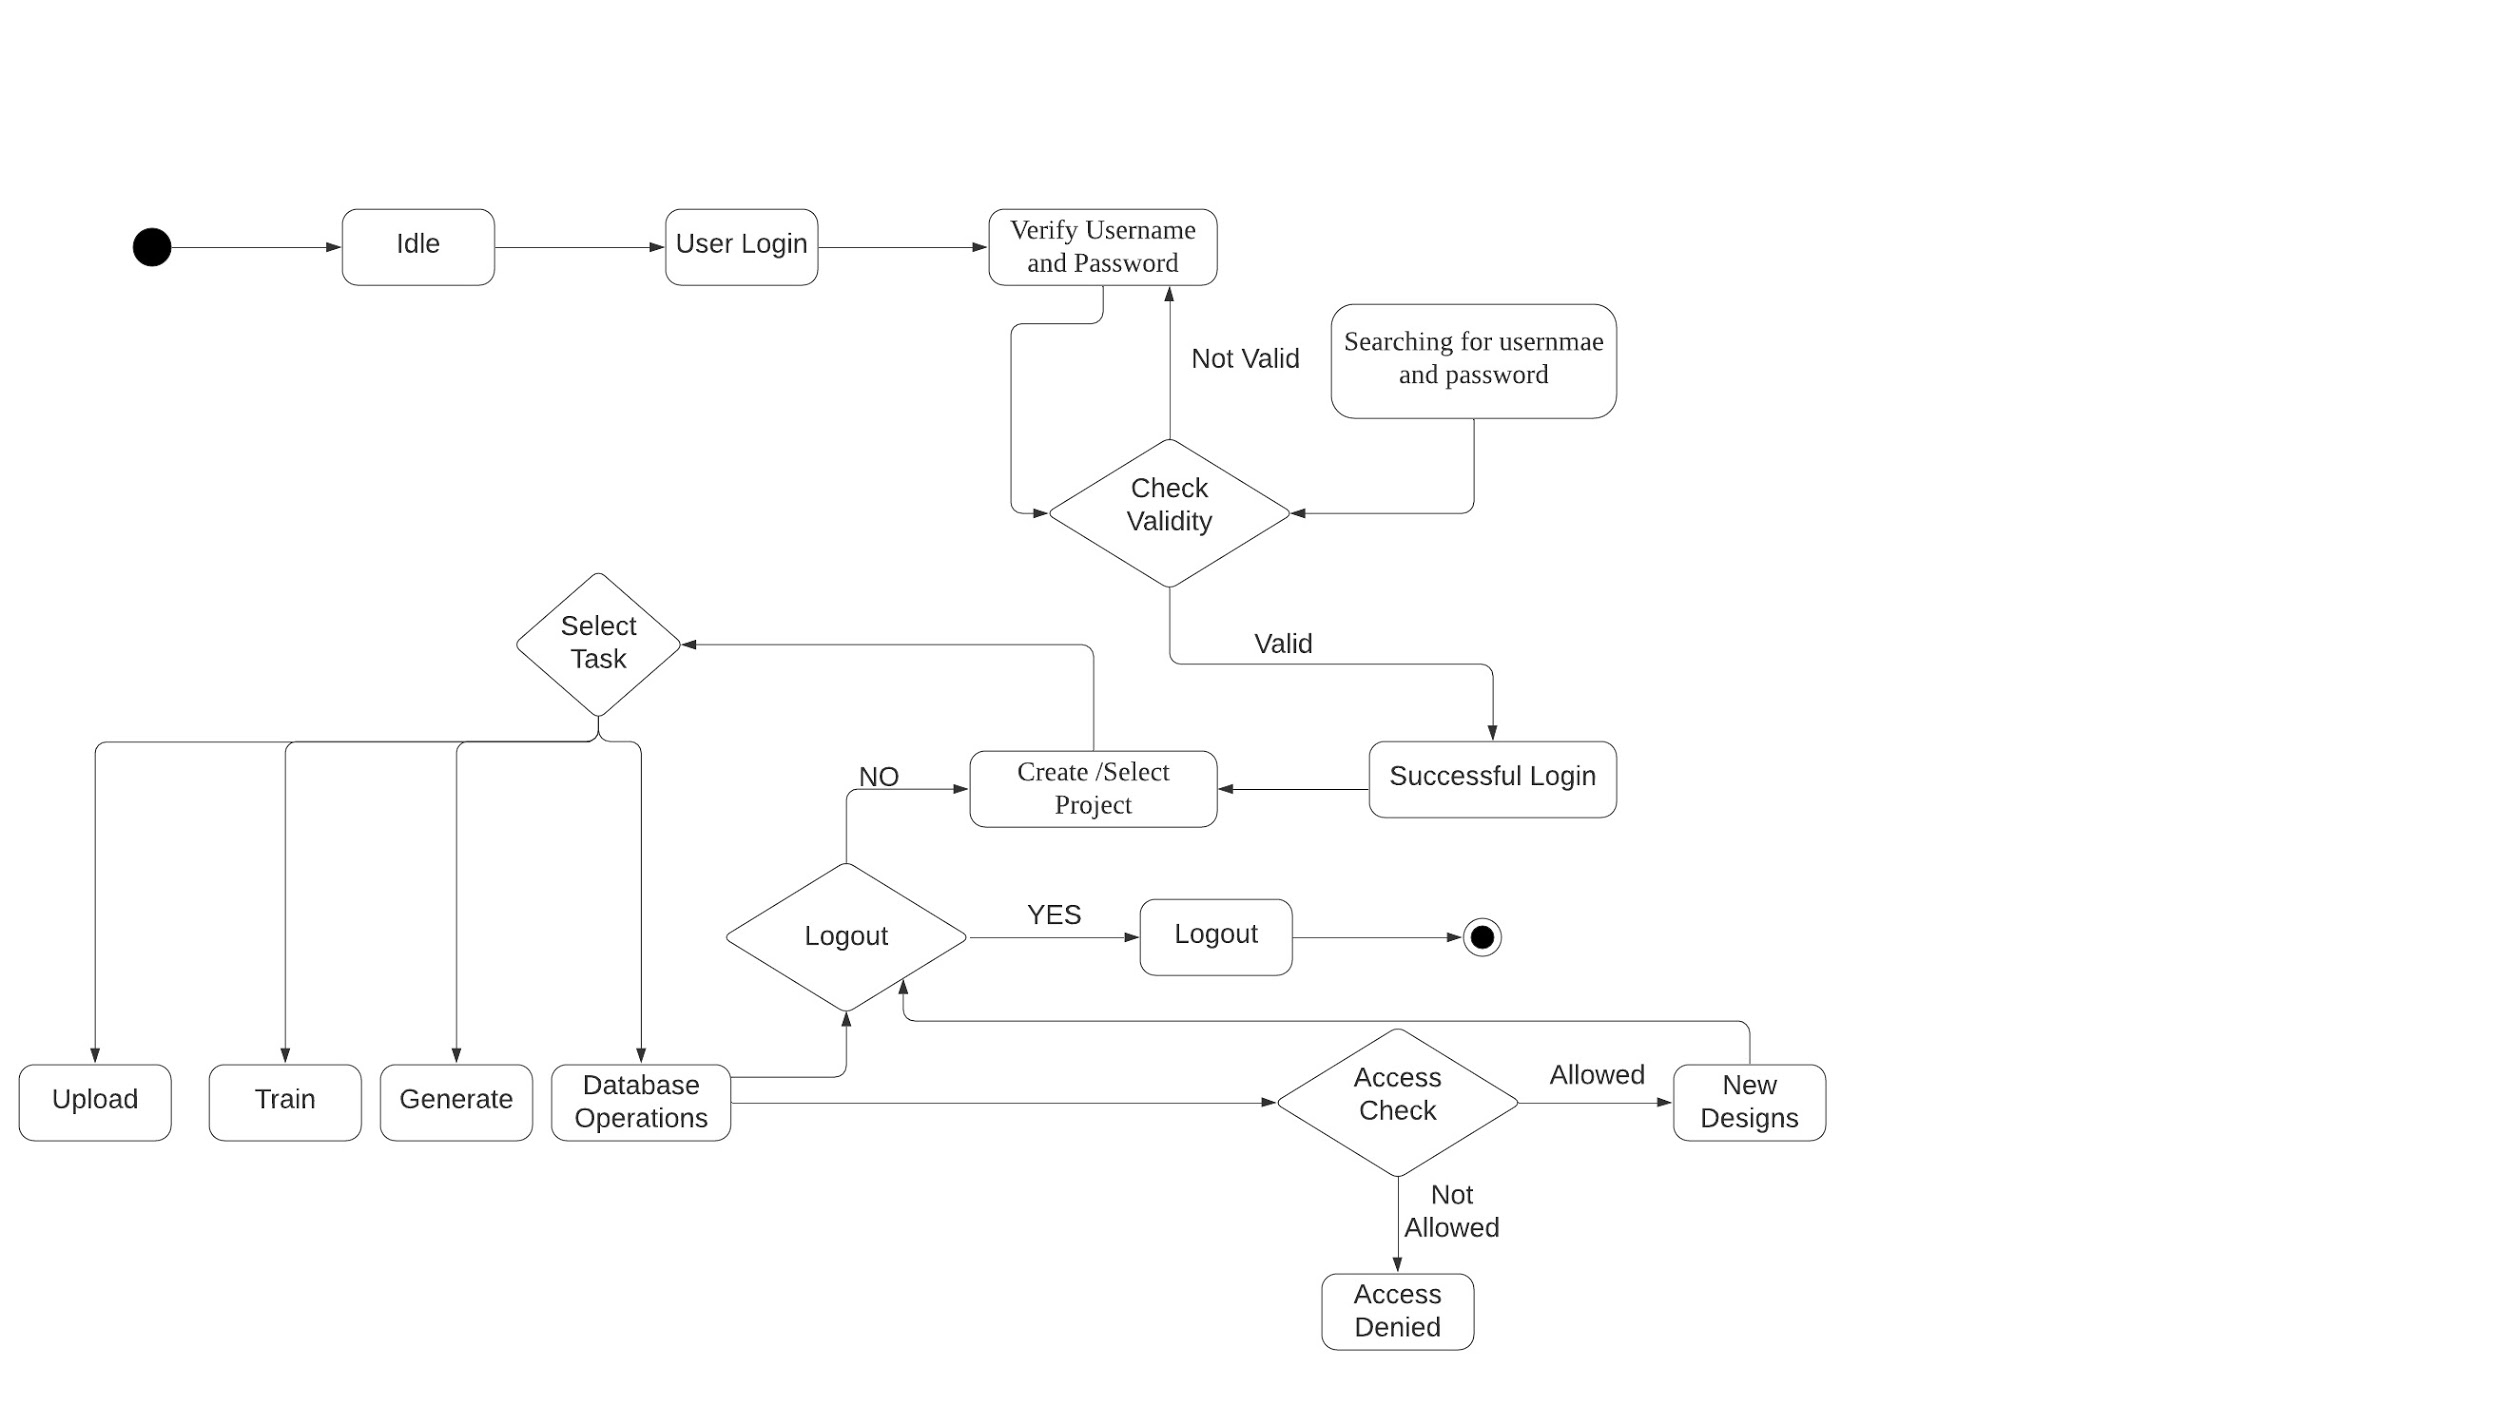 Idle
User Login
Verify Username
and Password
Not Valid
Searching for usernmae
and password
Check
Validity
Select
Task
Valid
NO
Create /Select
Project
Successful Login
Logout
YES
Logout
Upload
Train
Generate
Database
Operations
Access
Check
Allowed
New
Designs
Not
Allowed
Access
Denied